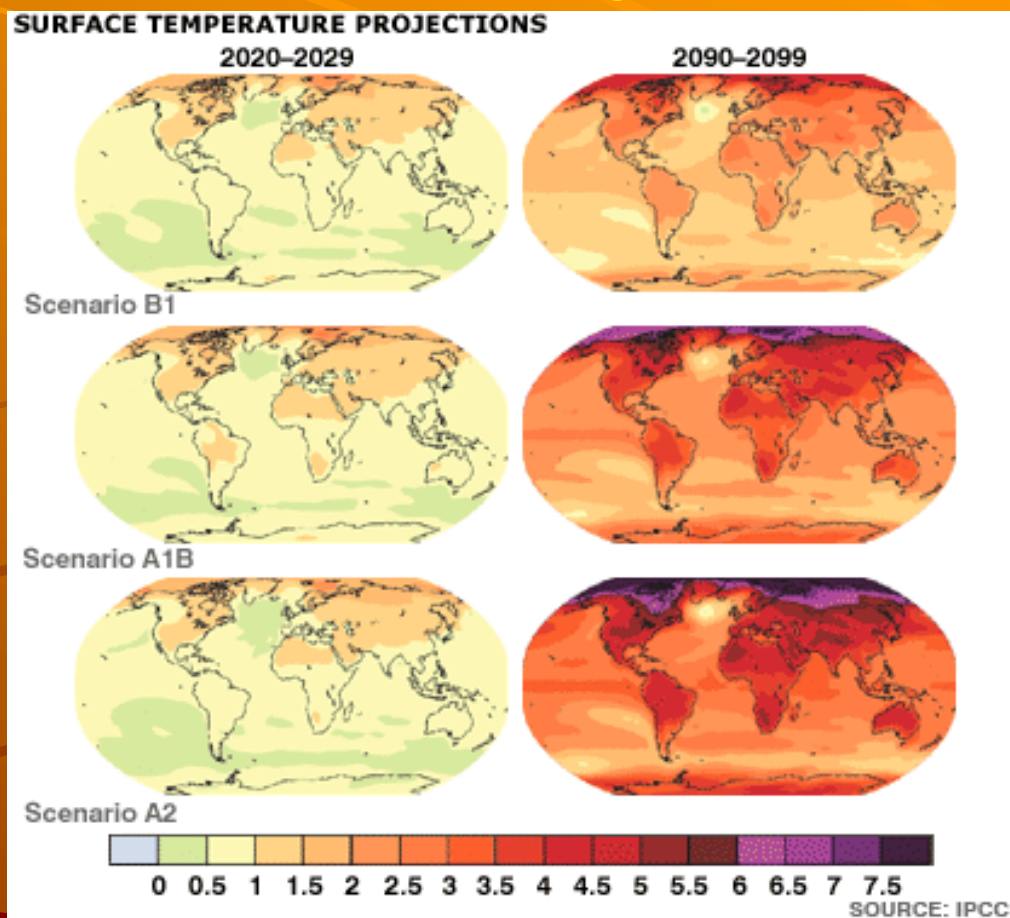 SURFACE TEMPERATURE PROJECTIONS
2020–2029 2090–2099
Scenario B1
Scenario A1B
Scenario A2
0 0.5 1 1.5 2 2.5 3 3.5 4 4.5 5 5.5 6 6.5 7 7.5
SOURCE: IPCC